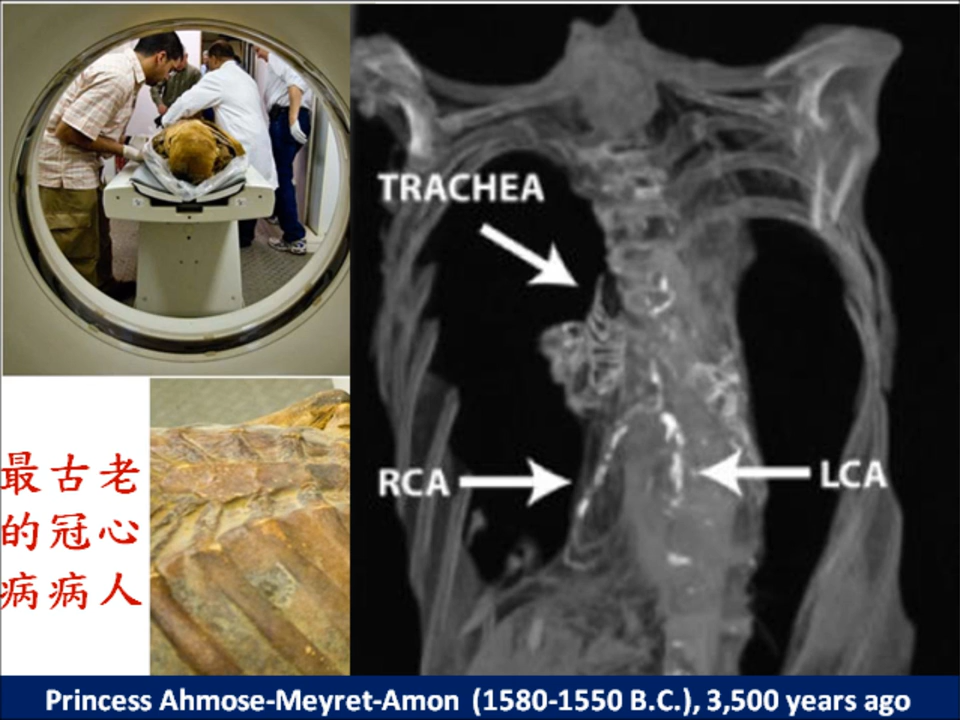 TRACHEA
RCA
LCA
最古老
的冠心
病病人
Princess Ahmose-Meyret-Amon (1580-1550 B.C.), 3,500 years ago